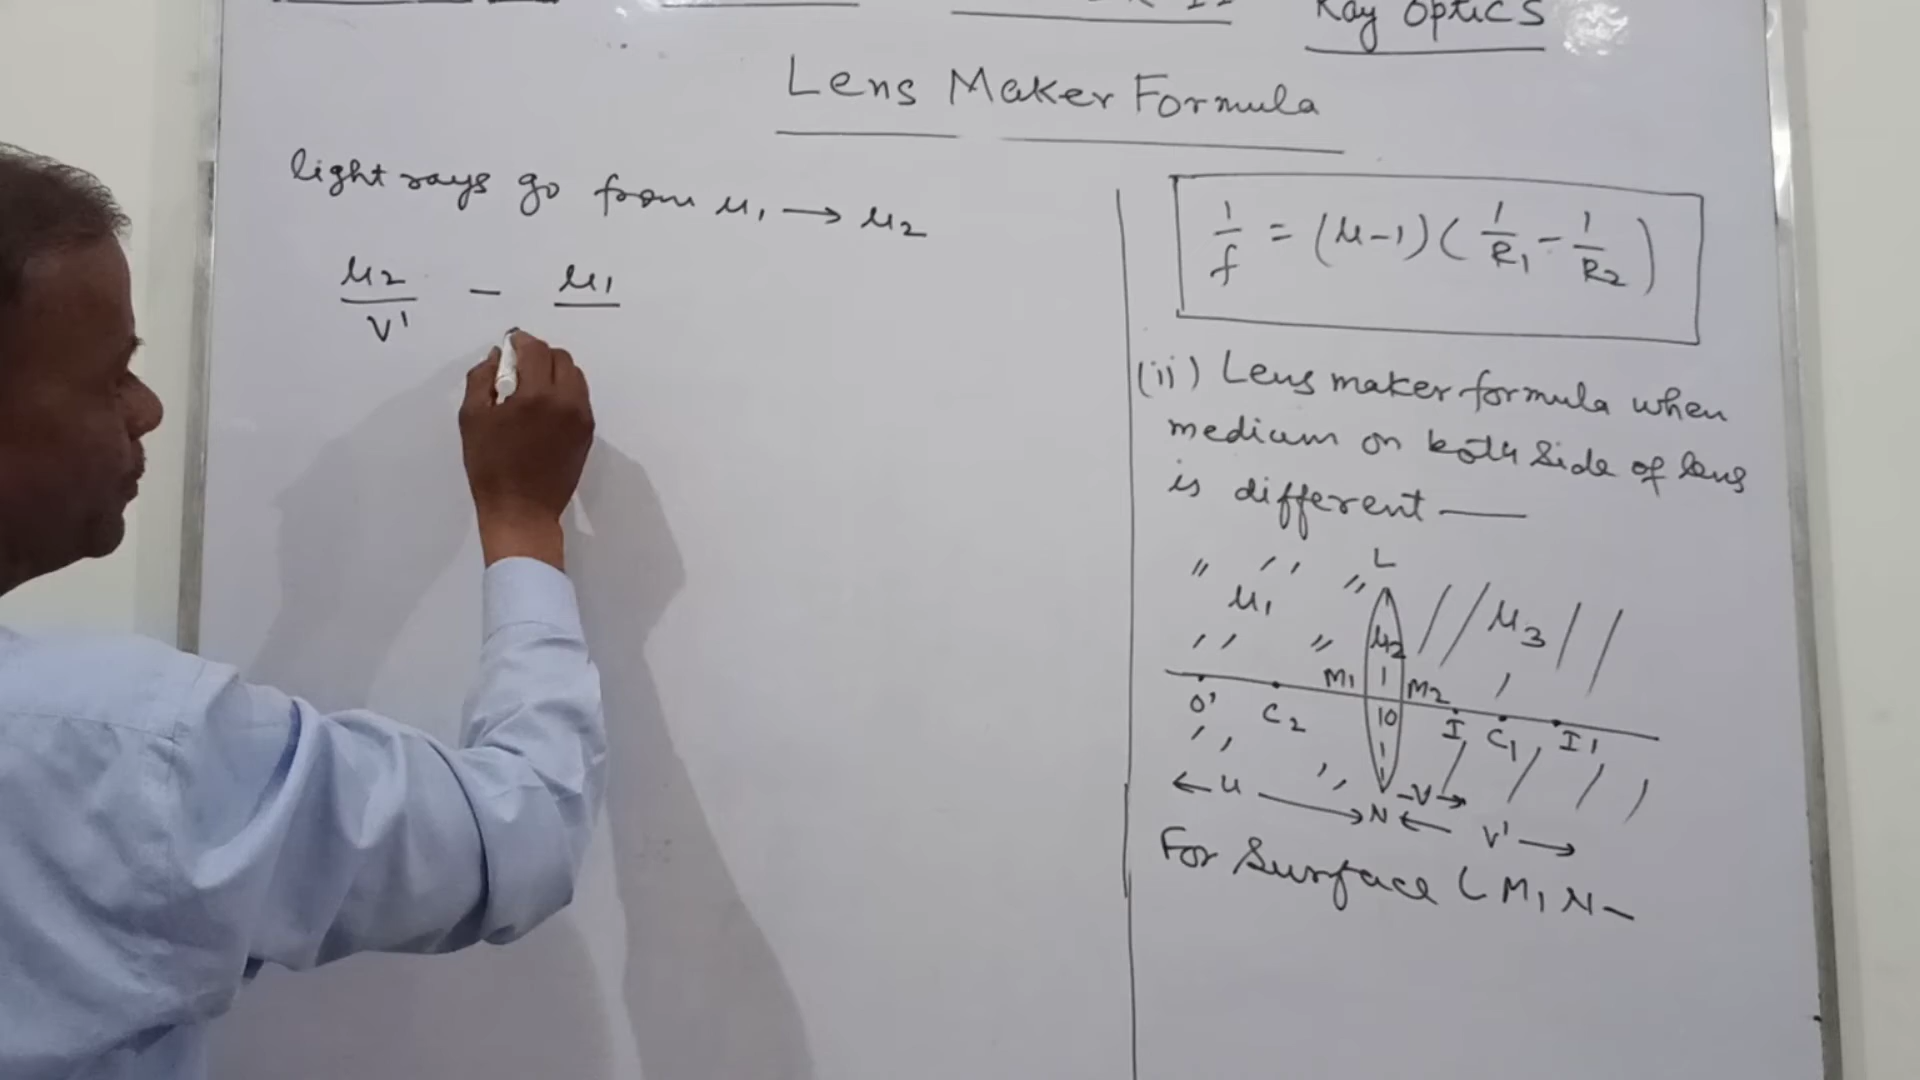 Ray Optics
Lens Maker Formula
light rays go from μ₁ → μ₂
μ₂/v' - μ₁/
1/f = (μ-1)(1/R₁ - 1/R₂)
(ii) Lens maker formula when
medium on both side of lens
is different —
L
μ₁ μ₂ μ₃
M₁ M₂
O' C₂ O I C₁ I'
u N v v'
For Surface LM₁N-